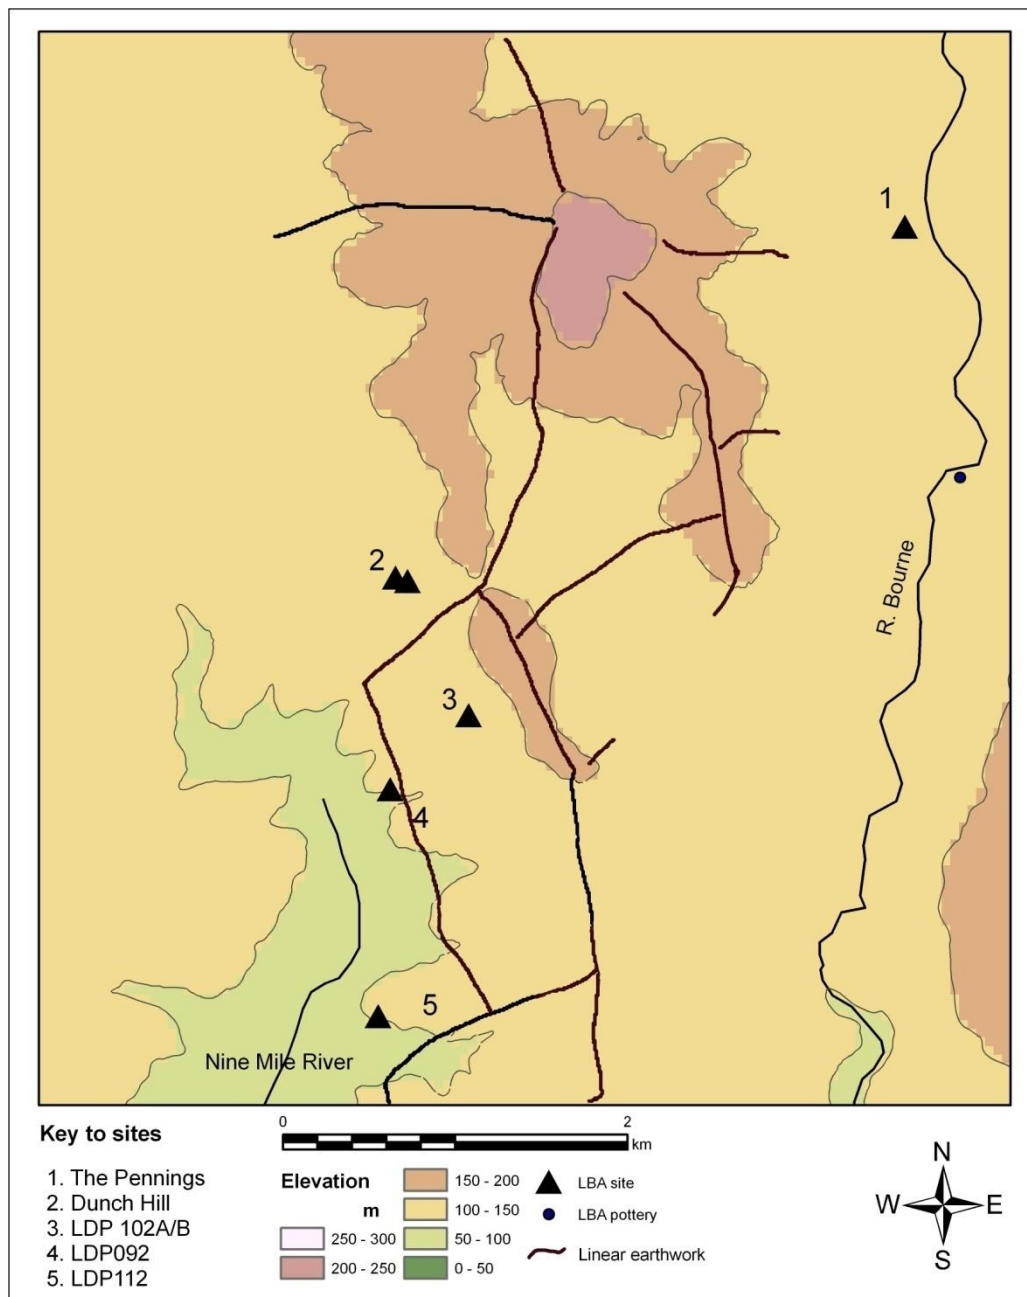 1
2
3
4
5
R. Bourne
Nine Mile River
Key to sites
1. The Pennings
2. Dunch Hill
3. LDP 102A/B
4. LDP092
5. LDP112
0 2
km
Elevation
m
250 - 300
200 - 250
150 - 200
100 - 150
50 - 100
0 - 50
LBA site
LBA pottery
Linear earthwork
N
W E
S